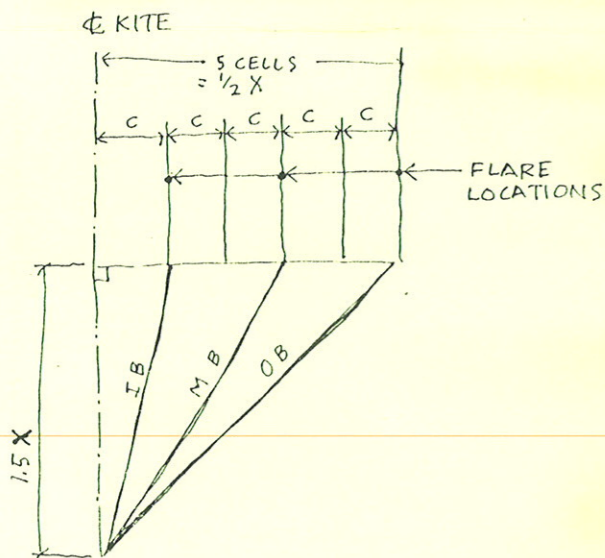 ℄ KITE
5 CELLS
= 1/2 X
C C C C C
FLARE
LOCATIONS
IB
MB
OB
1.5 X